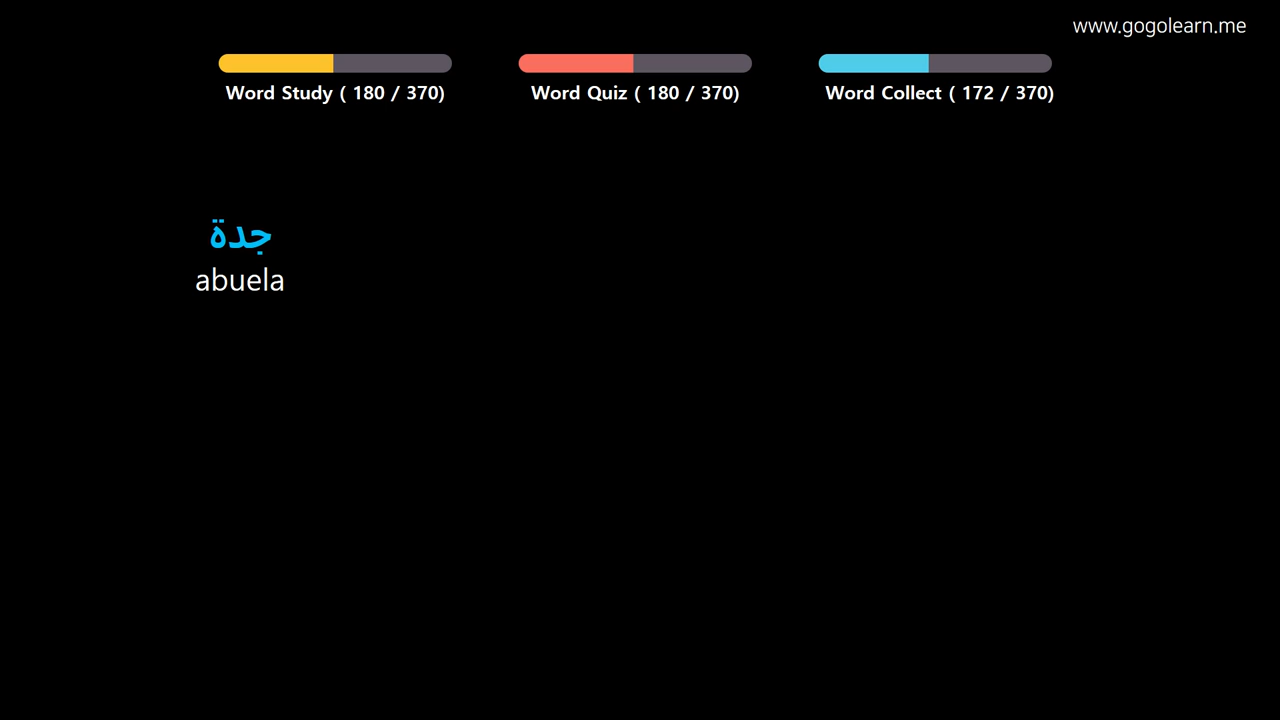 www.gogolearn.me
Word Study ( 180 / 370)
Word Quiz ( 180 / 370)
Word Collect ( 172 / 370)
جدة
abuela